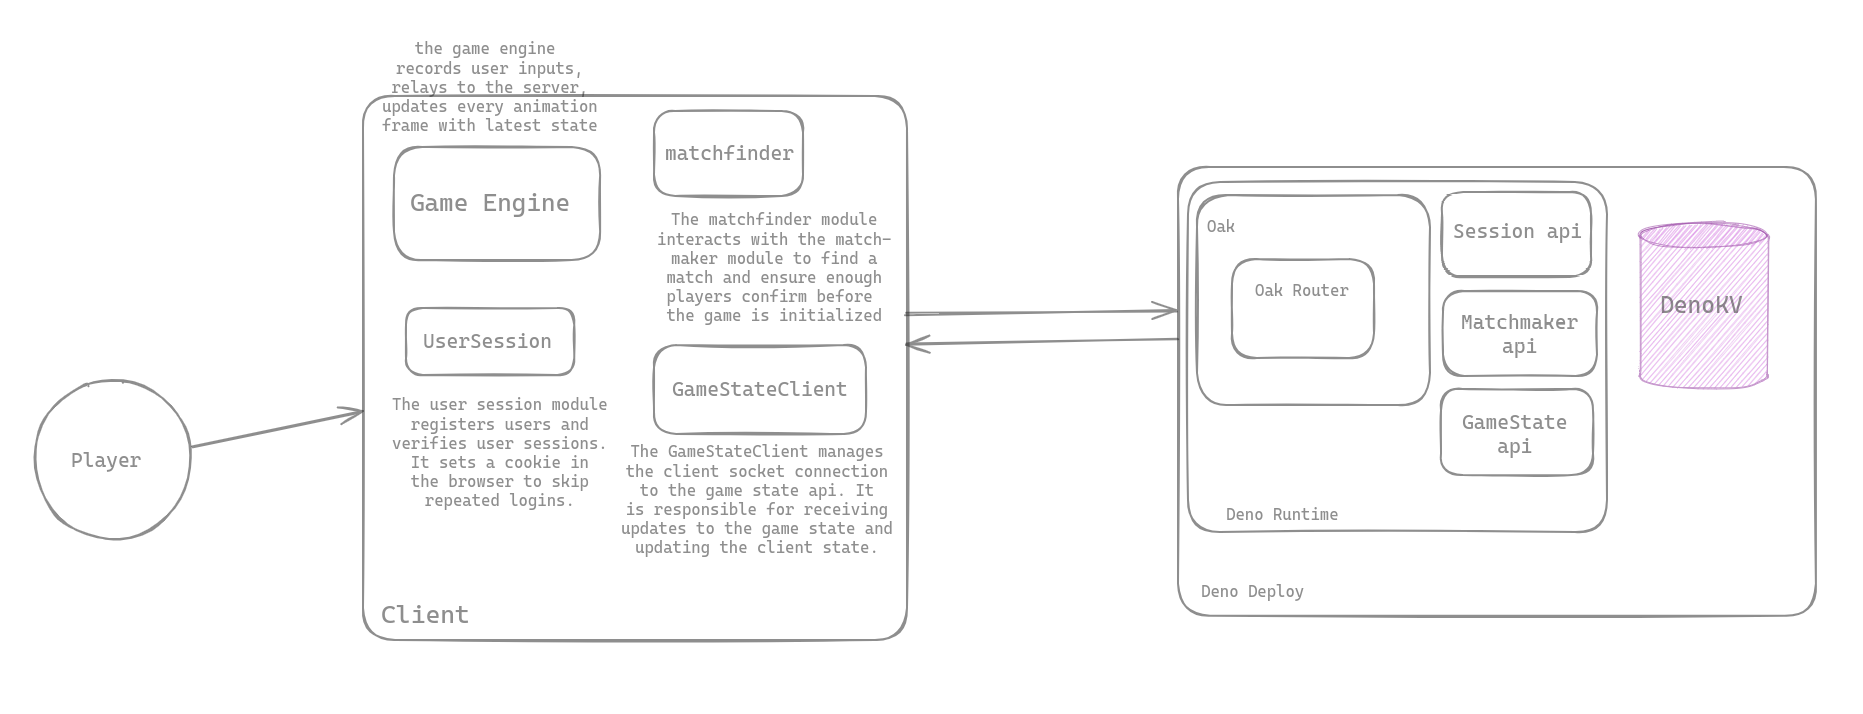 the game engine
records user inputs,
relays to the server,
updates every animation
frame with latest state
Game Engine
UserSession
The user session module
registers users and
verifies user sessions.
It sets a cookie in
the browser to skip
repeated logins.
matchfinder
The matchfinder module
interacts with the match-
maker module to find a
match and ensure enough
players confirm before
the game is initialized
GameStateClient
The GameStateClient manages
the client socket connection
to the game state api. It
is responsible for receiving
updates to the game state and
updating the client state.
Client
Player
Oak
Oak Router
Session api
Matchmaker
api
GameState
api
Deno Runtime
DenoKV
Deno Deploy